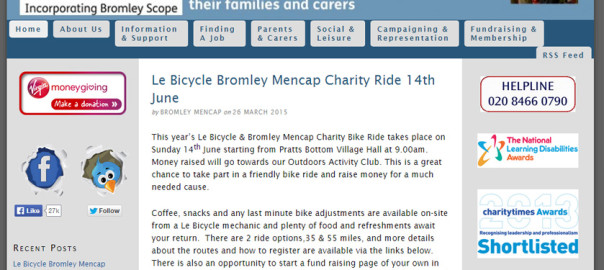 Incorporating Bromley Scope
their families and carers
Home
About Us
Information
& Support
Finding
A Job
Parents
& Carers
Social &
Leisure
Campaigning &
Representation
Fundraising &
Membership
RSS Feed
Virgin moneygiving
Make a donation »
Like 27k
Follow
RECENT POSTS
Le Bicycle Bromley Mencap
Le Bicycle Bromley Mencap Charity Ride 14th
June
by BROMLEY MENCAP on 26 MARCH 2015
This year's Le Bicycle & Bromley Mencap Charity Bike Ride takes place on
Sunday 14th June starting from Pratts Bottom Village Hall at 9.00am.
Money raised will go towards our Outdoors Activity Club. This is a great
chance to take part in a friendly bike ride and raise money for a much
needed cause.
Coffee, snacks and any last minute bike adjustments are available on-site
from a Le Bicycle mechanic and plenty of food and refreshments await
your return.  There are 2 ride options,35 & 55 miles, and more details
about the routes and how to register are available via the links below.
There is also an opportunity to start a fund raising page of your own in
HELPLINE
020 8466 0790
The National
Learning Disabilities
Awards
2013
charitytimes Awards
Recognising leadership and professionalism
Shortlisted